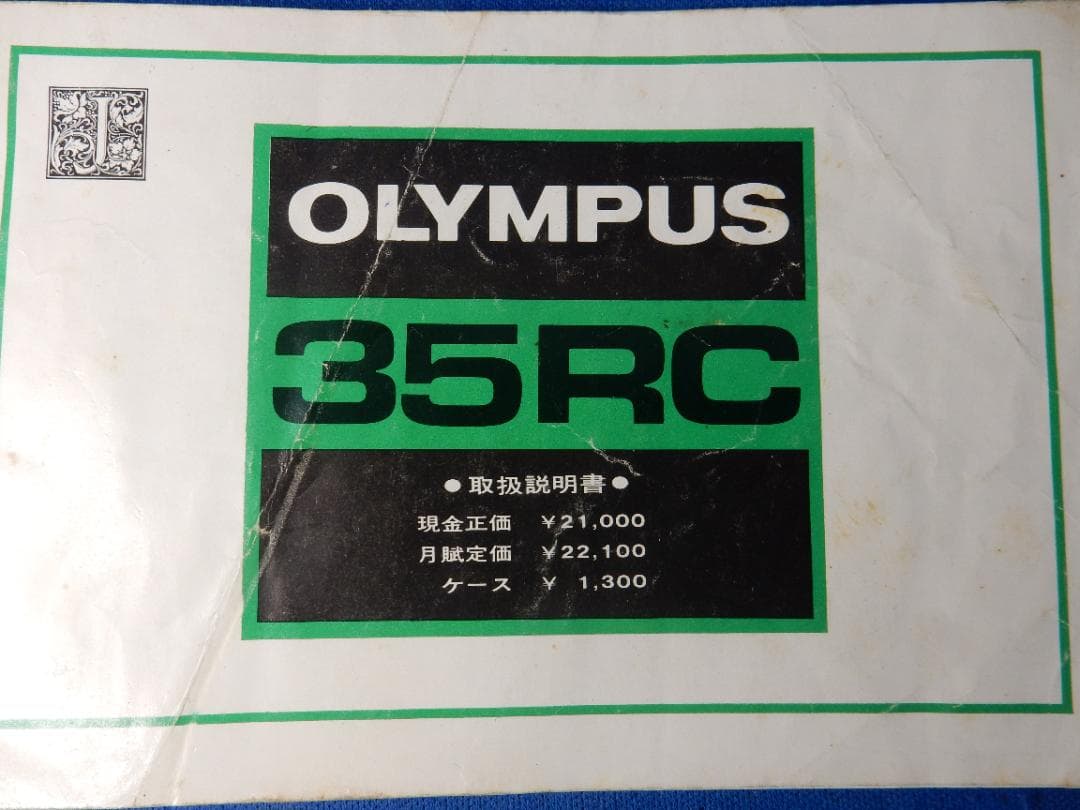 J
OLYMPUS
35RC
●取扱説明書●
現金正価 ¥21,000
月賦定価 ¥22,100
ケース ¥ 1,300